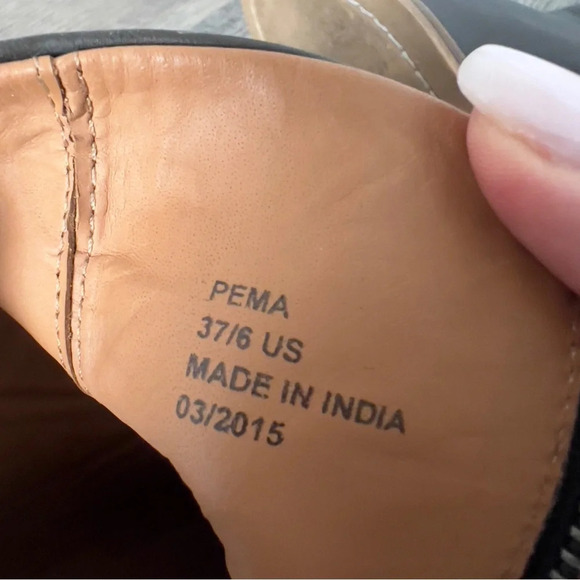 PEMA
37/6 US
MADE IN INDIA
03/2015